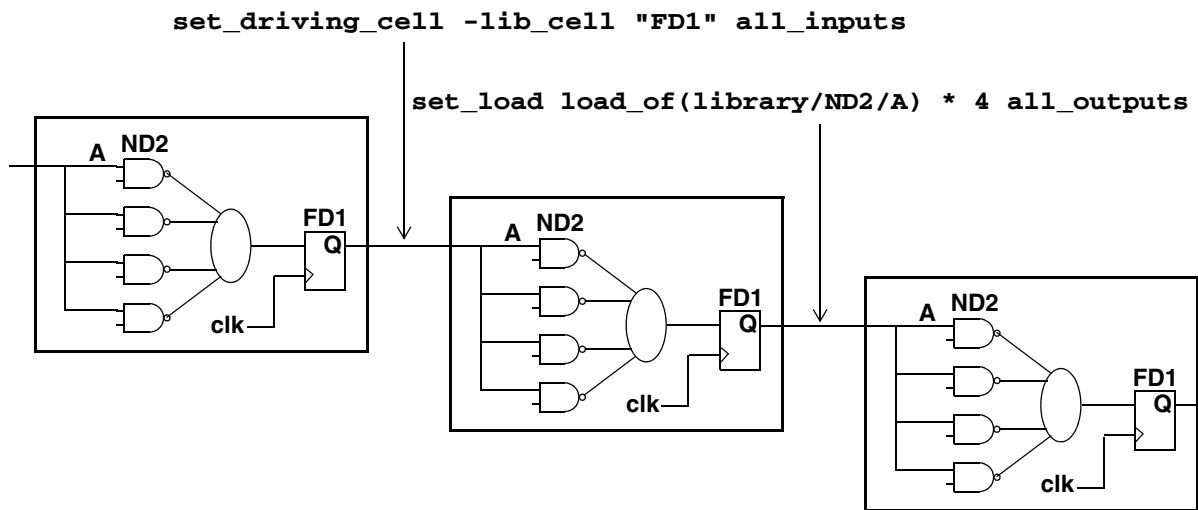 set_driving_cell -lib_cell "FD1" all_inputs
set_load load_of(library/ND2/A) * 4 all_outputs
A ND2
FD1
Q
clk
A ND2
FD1
Q
clk
A ND2
FD1
Q
clk